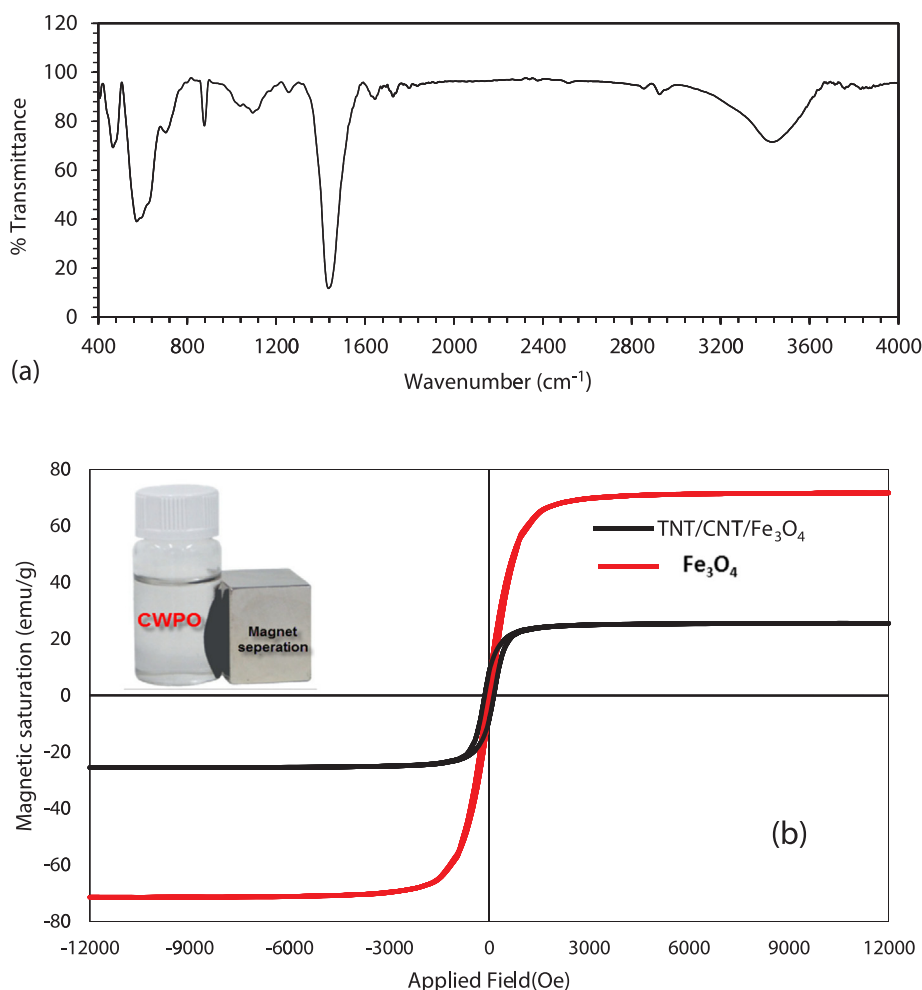 120
100
80
60
40
20
0
% Transmittance
400 800 1200 1600 2000 2400 2800 3200 3600 4000
Wavenumber (cm⁻¹)
(a)
80
60
40
20
0
-20
-40
-60
-80
Magnetic saturation (emu/g)
CWPO
Magnet
seperation
TNT/CNT/Fe₃O₄
Fe₃O₄
(b)
-12000 -9000 -6000 -3000 0 3000 6000 9000 12000
Applied Field(Oe)